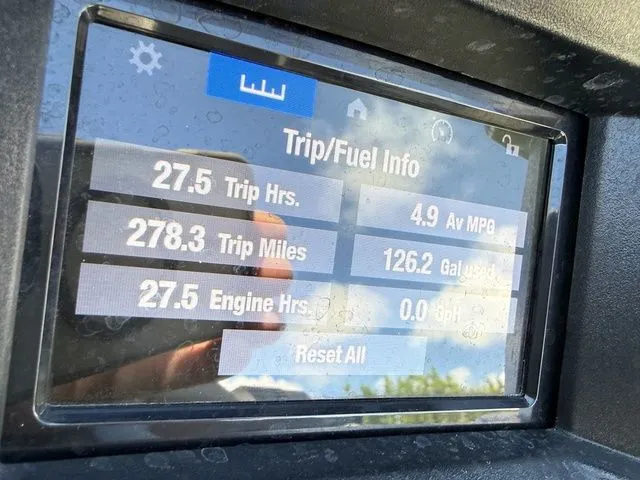 Trip/Fuel Info
27.5 Trip Hrs.
4.9 Av MPG
278.3 Trip Miles
126.2 Gal used
27.5 Engine Hrs.
0.0 GpH
Reset All